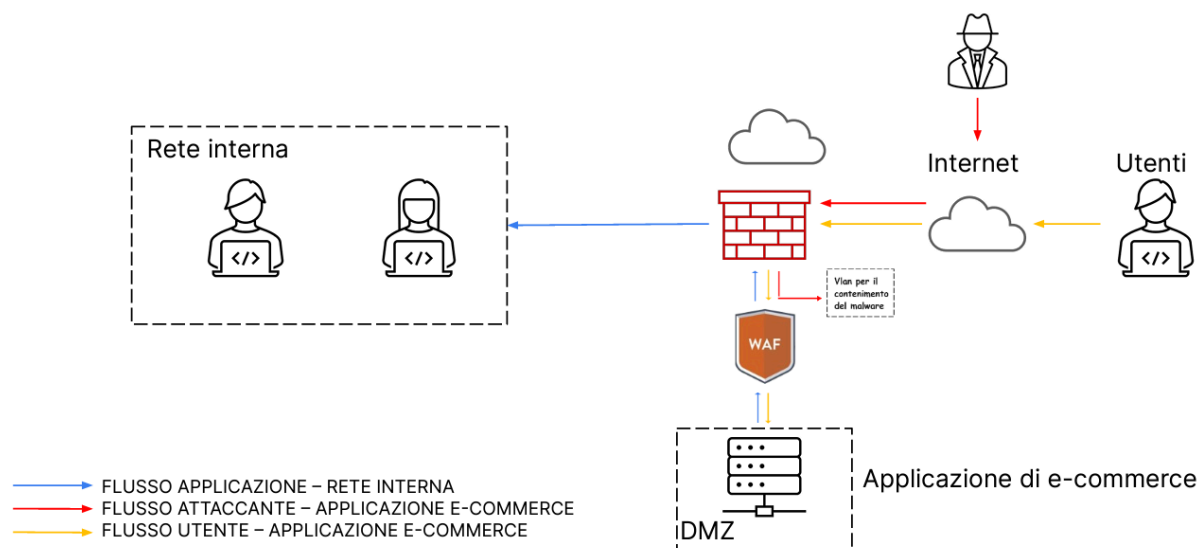 Rete interna
Internet
Utenti
</>
</>
</>
Vlan per il
contenimento
del malware
WAF
Applicazione di e-commerce
DMZ
FLUSSO APPLICAZIONE – RETE INTERNA
FLUSSO ATTACCANTE – APPLICAZIONE E-COMMERCE
FLUSSO UTENTE – APPLICAZIONE E-COMMERCE